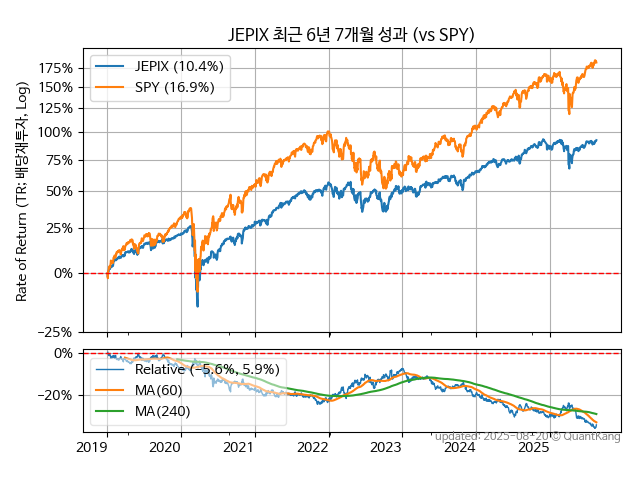 JEPIX 최근 6년 7개월 성과 (vs SPY)
Rate of Return (TR: 배당재투자, Log)
175%
150%
125%
100%
75%
50%
25%
0%
−25%
JEPIX (10.4%)
SPY (16.9%)
0%
−20%
Relative (−5.6%, 5.9%)
MA(60)
MA(240)
2019 2020 2021 2022 2023 2024 2025
updated: 2025-08-20 © QuantKang